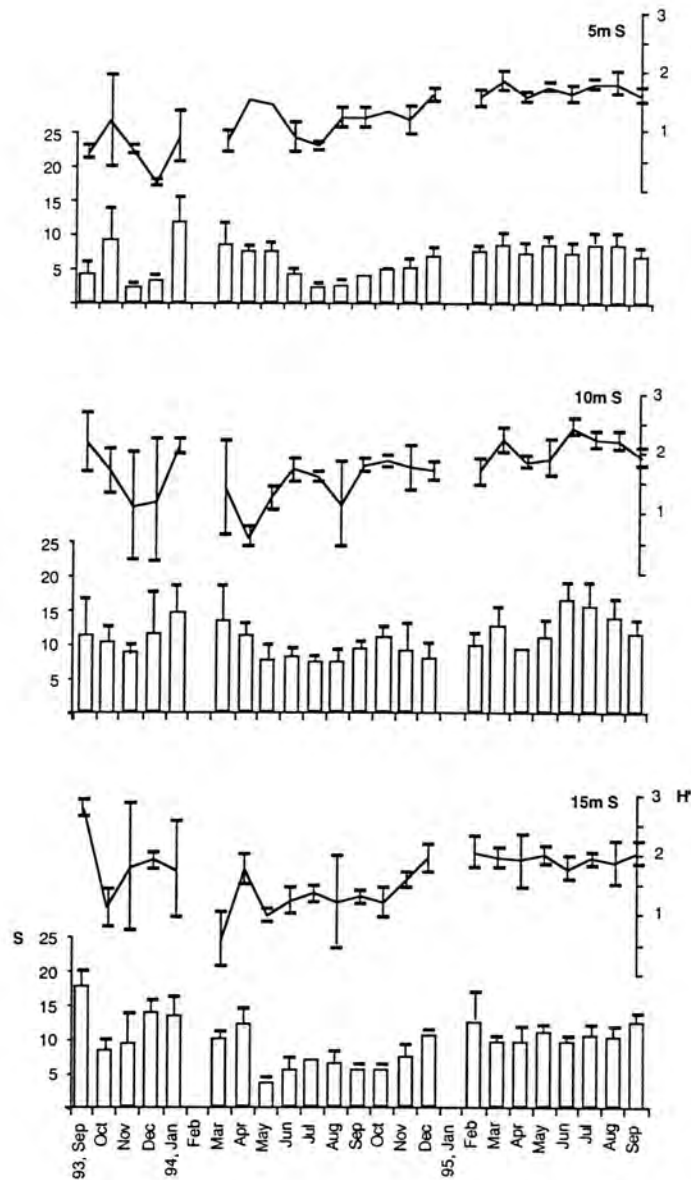 3
5m S
2
1
25
20
15
10
5
3
10m S
2
1
25
20
15
10
5
3 H'
15m S
2
1
S 25
20
15
10
5
93, Sep
Oct
Nov
Dec
94, Jan
Feb
Mar
Apr
May
Jun
Jul
Aug
Sep
Oct
Nov
Dec
95, Jan
Feb
Mar
Apr
May
Jun
Jul
Aug
Sep